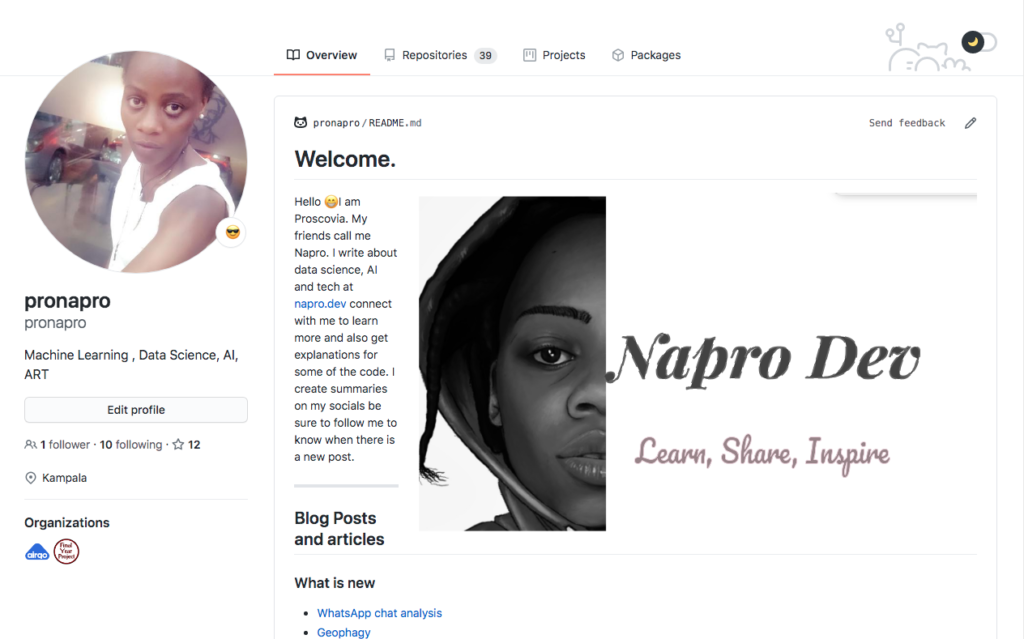 Overview
Repositories 39
Projects
Packages
pronapro/README.md
Send feedback
Welcome.
Hello 😁I am
Proscovia. My
friends call me
Napro. I write about
data science, AI
and tech at
napro.dev connect
with me to learn
more and also get
explanations for
some of the code. I
create summaries
on my socials be
sure to follow me to
know when there is
a new post.
Napro Dev
Learn, Share, Inspire
Blog Posts
and articles
What is new
WhatsApp chat analysis
Geophagy
pronapro
pronapro
Machine Learning , Data Science, AI,
ART
Edit profile
1 follower · 10 following · 12
Kampala
Organizations
airqo
Final
Year
Project